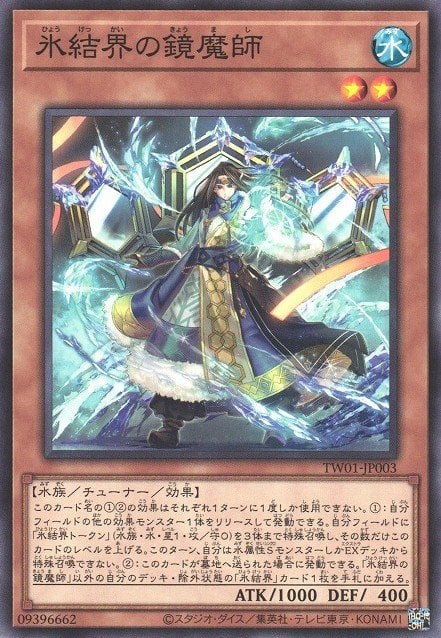 氷結界の鏡魔師
水
TW01-JP003
【水族/チューナー/効果】
このカード名の①②の効果はそれぞれ1ターンに1度しか使用できない。①:自分
フィールドの他の効果モンスター1体をリリースして発動できる。自分フィールドに
「氷結界トークン」(水族・水・星1・攻/守0)を3体まで特殊召喚し、その数だけこ
のカードのレベルを上げる。このターン、自分は水属性SモンスターしかEXデッキから
特殊召喚できない。②:このカードが墓地へ送られた場合に発動できる。「氷結界の
鏡魔師」以外の自分のデッキ・除外状態の「氷結界」カード1枚を手札に加える。
ATK/1000 DEF/ 400
09396662
©スタジオ・ダイス/集英社・テレビ東京・KONAMI